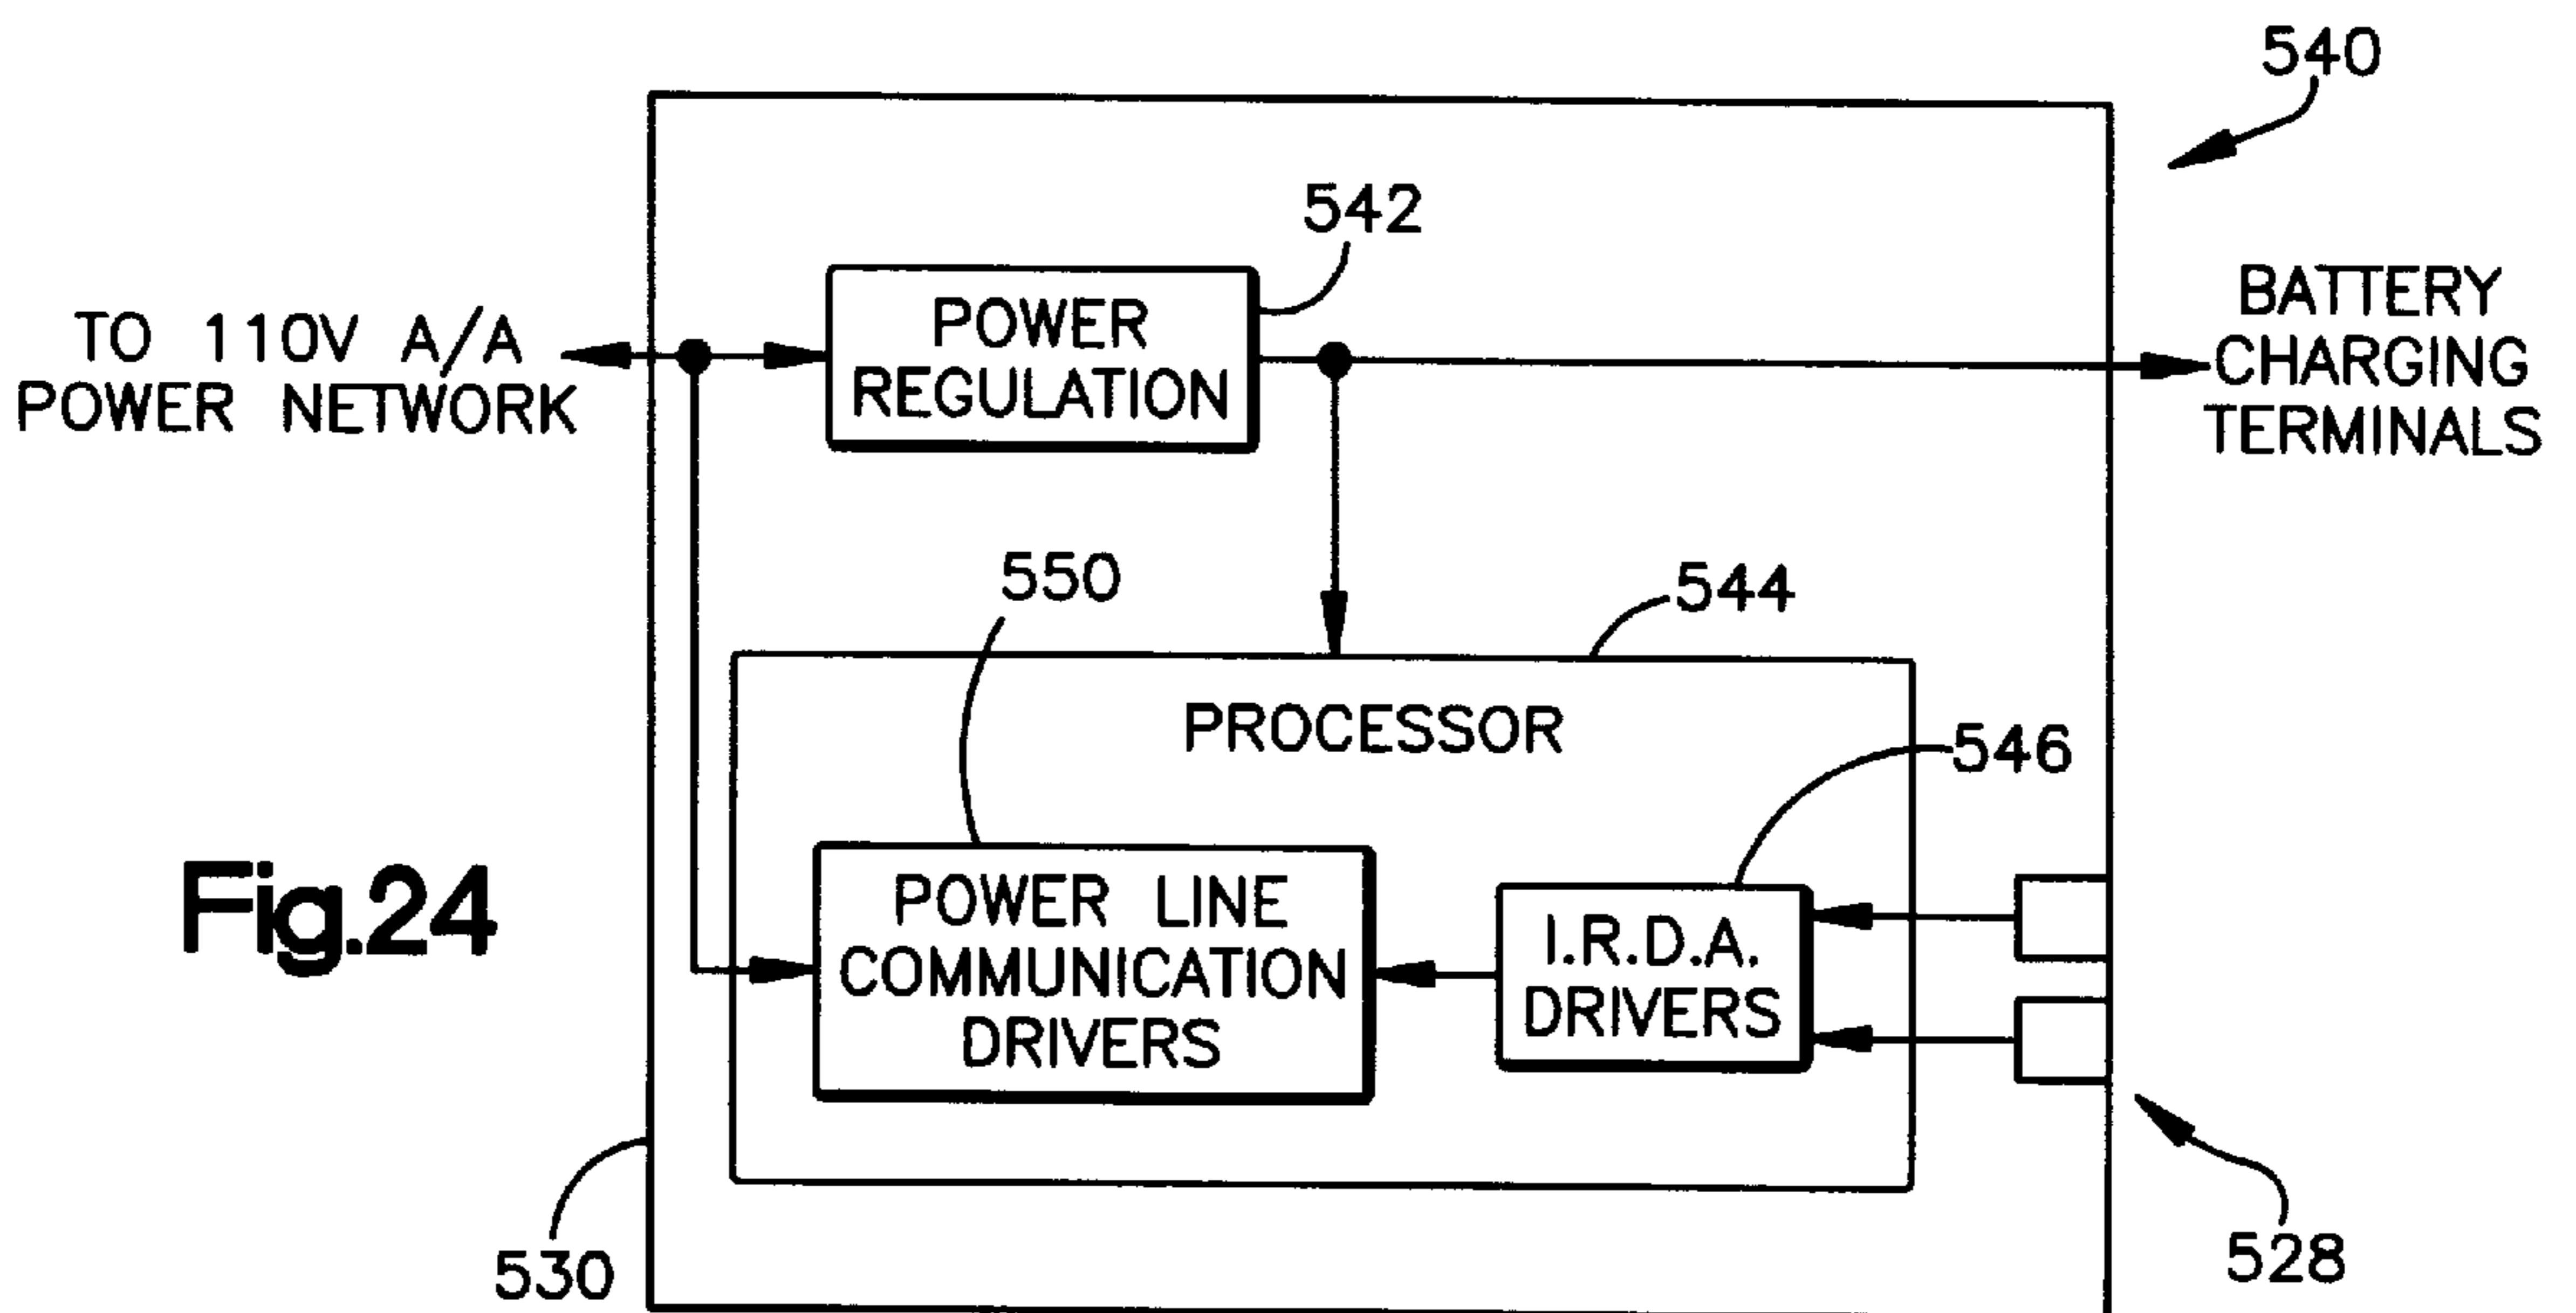 540
542
TO 110V A/A
POWER NETWORK
POWER
REGULATION
BATTERY
CHARGING
TERMINALS
550
544
PROCESSOR
546
POWER LINE
COMMUNICATION
DRIVERS
I.R.D.A.
DRIVERS
Fig.24
530
528